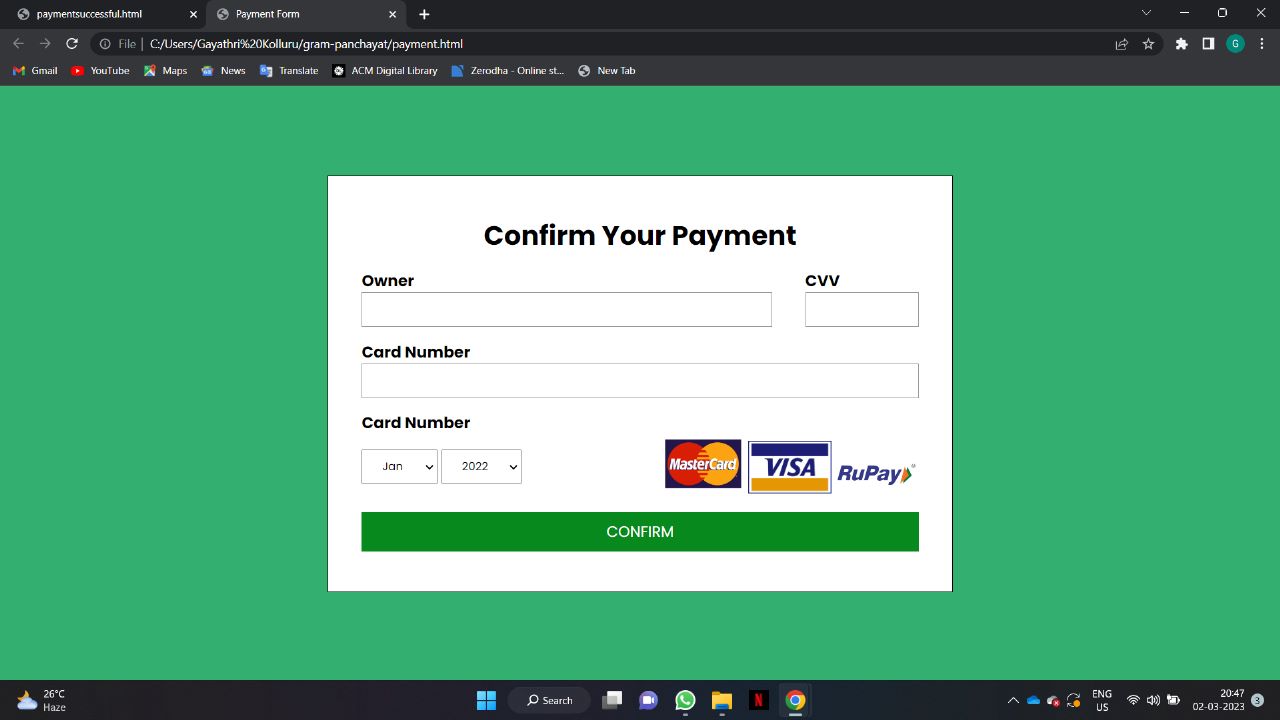 paymentsuccessful.html
Payment Form
File
C:/Users/Gayathri%20Kolluru/gram-panchayat/payment.html
G
Gmail
YouTube
Maps
News
Translate
ACM Digital Library
Zerodha - Online st...
New Tab
Confirm Your Payment
Owner
CVV
Card Number
Card Number
Jan
2022
MasterCard
VISA
RuPay
CONFIRM
26°C
Haze
Search
N
ENG
US
20:47
02-03-2023
3